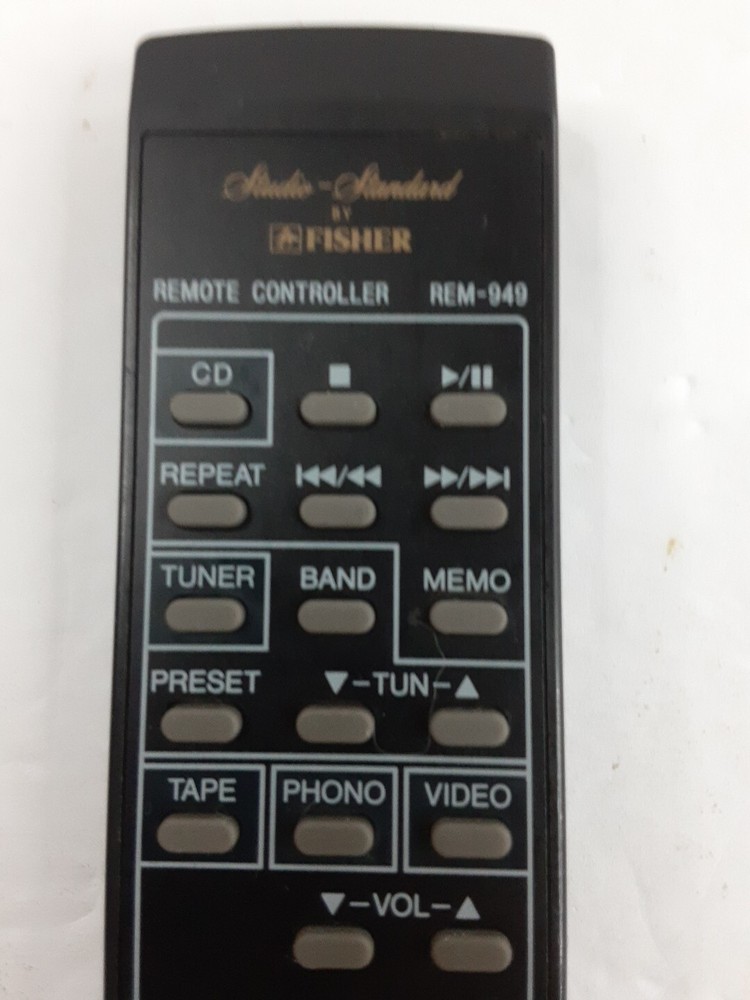 Studio-Standard
BY
FISHER
REMOTE CONTROLLER REM-949
CD ■ ▶/▮▮
REPEAT |◀◀/◀◀ ▶▶/▶▶|
TUNER BAND MEMO
PRESET ▼-TUN-▲
TAPE PHONO VIDEO
▼-VOL-▲